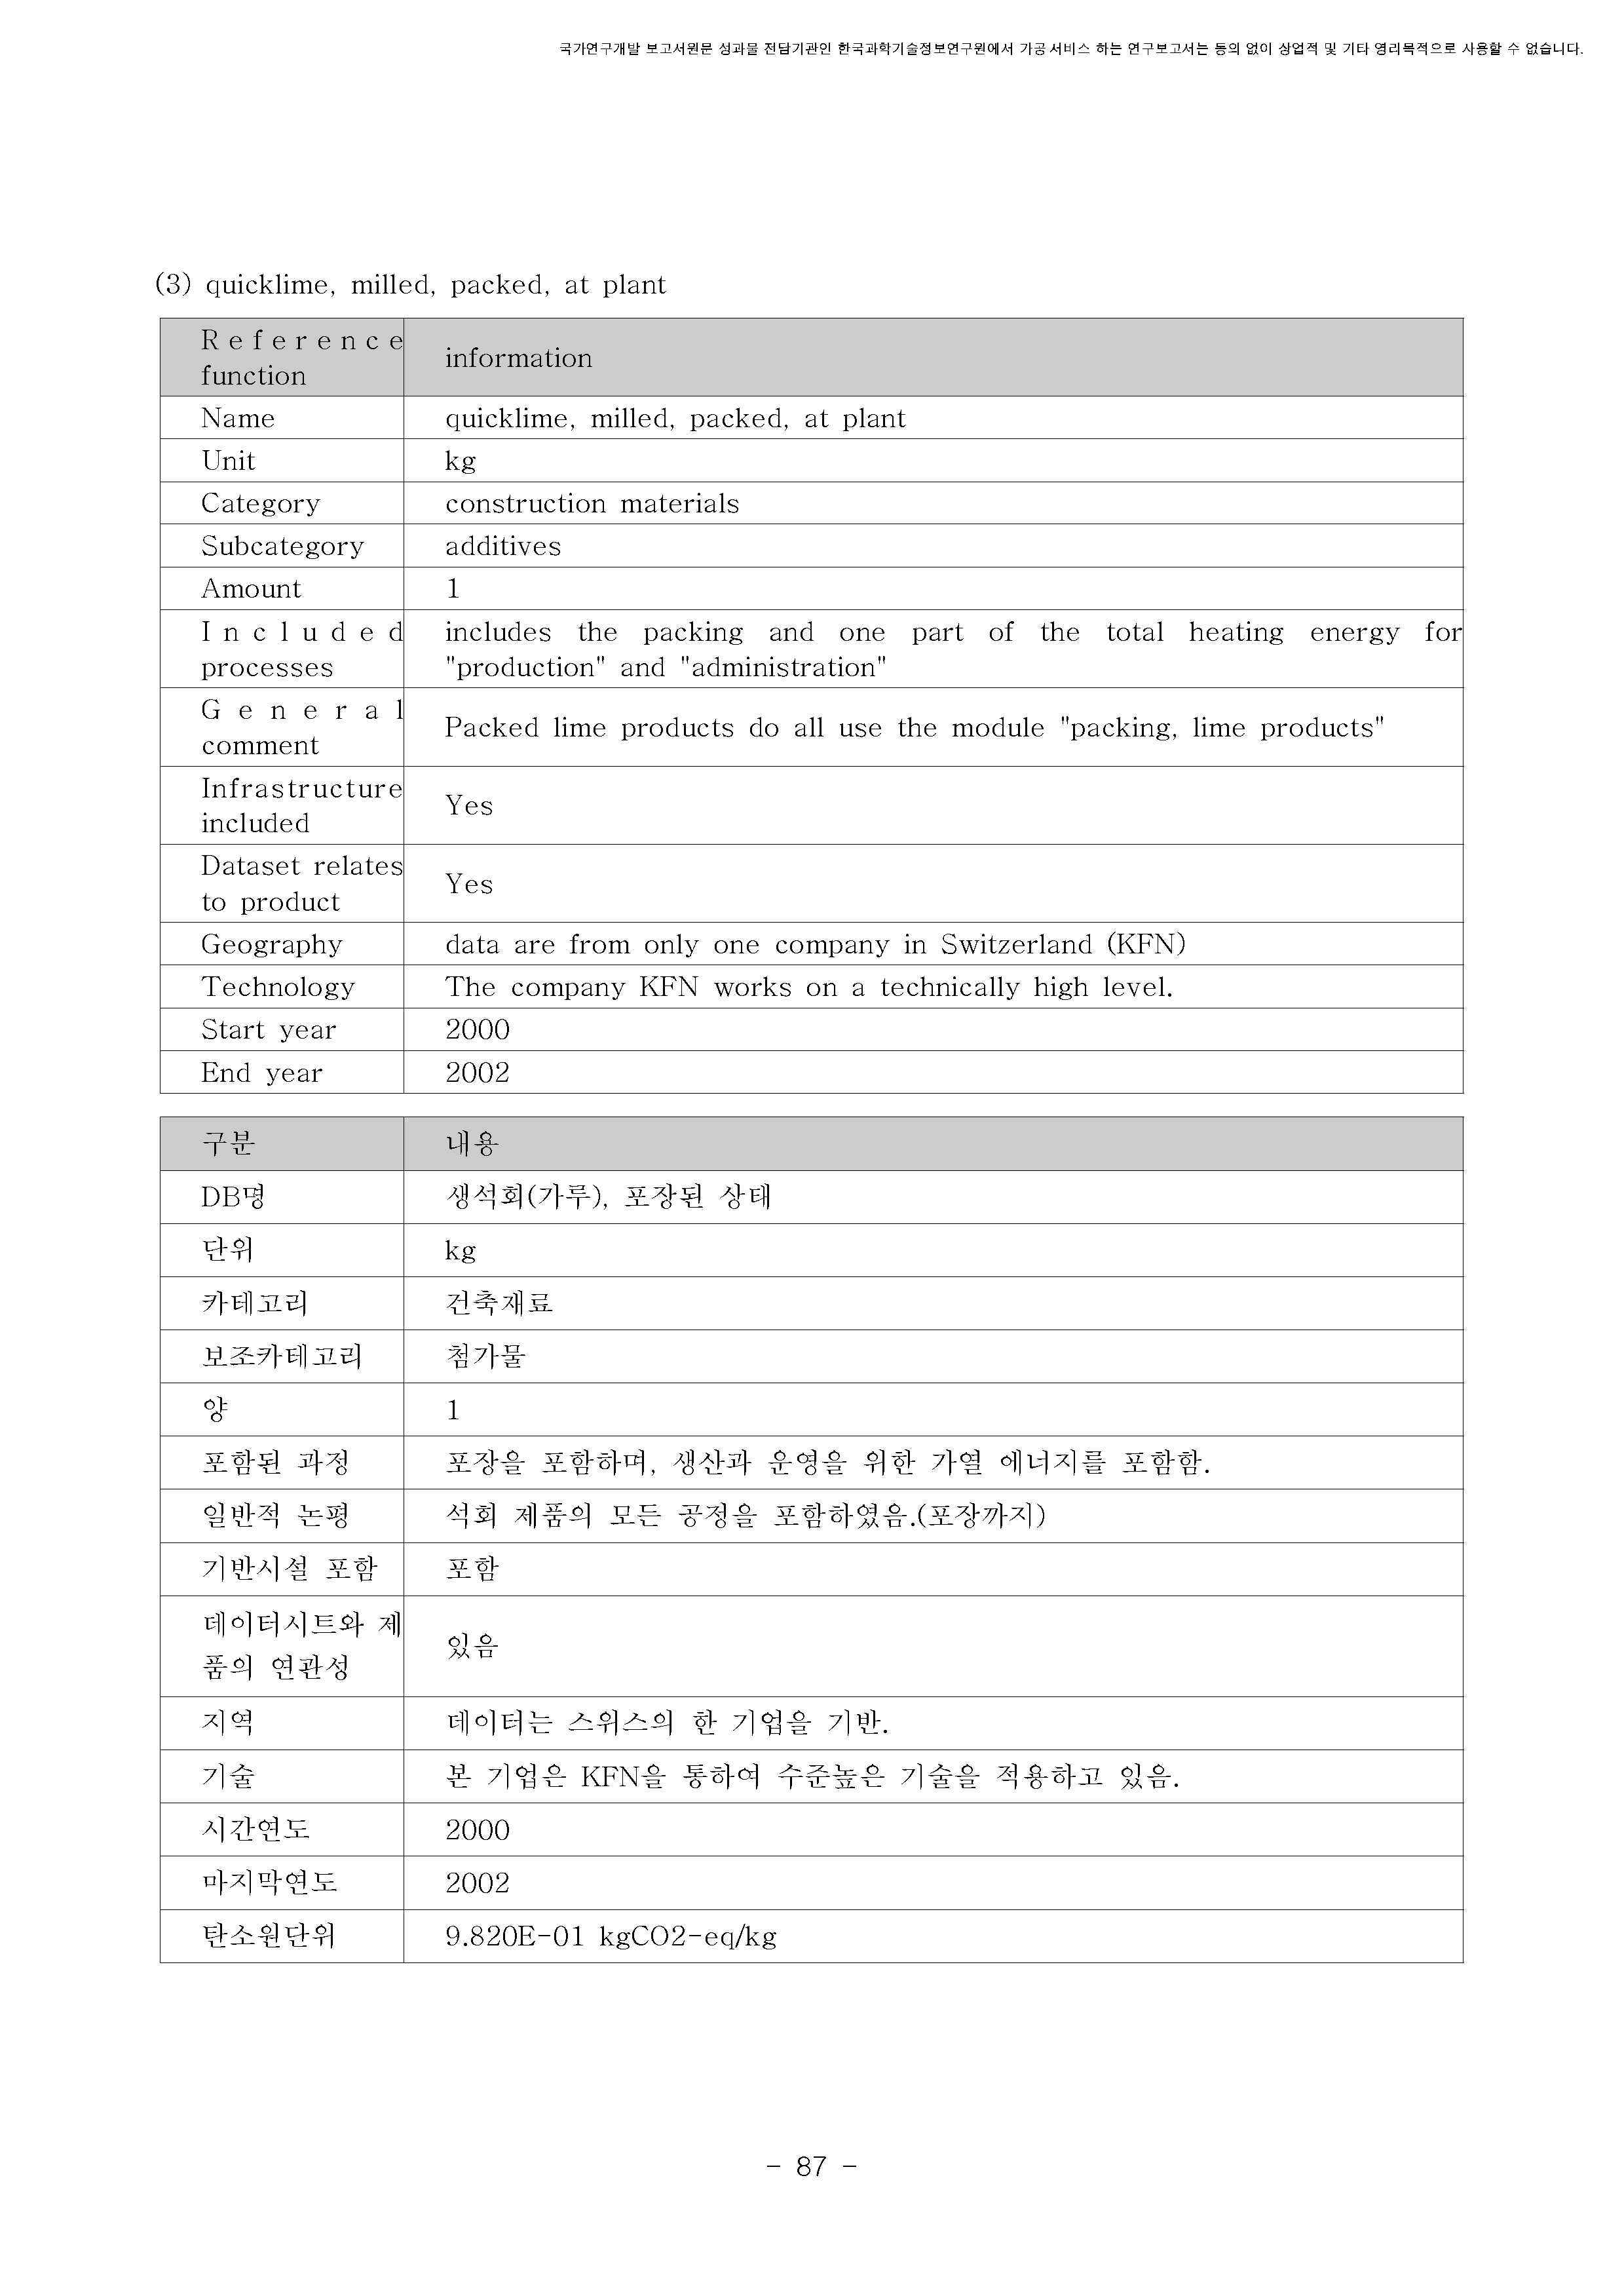 국가연구개발 보고서원문 성과물 전담기관인 한국과학기술정보연구원에서 가공·서비스 하는 연구보고서는 동의 없이 상업적 및 기타 영리목적으로 사용할 수 없습니다.
(3) quicklime, milled, packed, at plant
Reference
function
information
Name
quicklime, milled, packed, at plant
Unit
kg
Category
construction materials
Subcategory
additives
Amount
1
Included
processes
includes the packing and one part of the total heating energy for
"production" and "administration"
General
comment
Packed lime products do all use the module "packing, lime products"
Infrastructure
included
Yes
Dataset relates
to product
Yes
Geography
data are from only one company in Switzerland (KFN)
Technology
The company KFN works on a technically high level.
Start year
2000
End year
2002
구분
내용
DB명
생석회(가루), 포장된 상태
단위
kg
카테고리
건축재료
보조카테고리
첨가물
양
1
포함된 과정
포장을 포함하며, 생산과 운영을 위한 가열 에너지를 포함함.
일반적 논평
석회 제품의 모든 공정을 포함하였음.(포장까지)
기반시설 포함
포함
데이터시트와 제
품의 연관성
있음
지역
데이터는 스위스의 한 기업을 기반.
기술
본 기업은 KFN을 통하여 수준높은 기술을 적용하고 있음.
시간연도
2000
마지막연도
2002
탄소원단위
9.820E-01 kgCO2-eq/kg
- 87 -